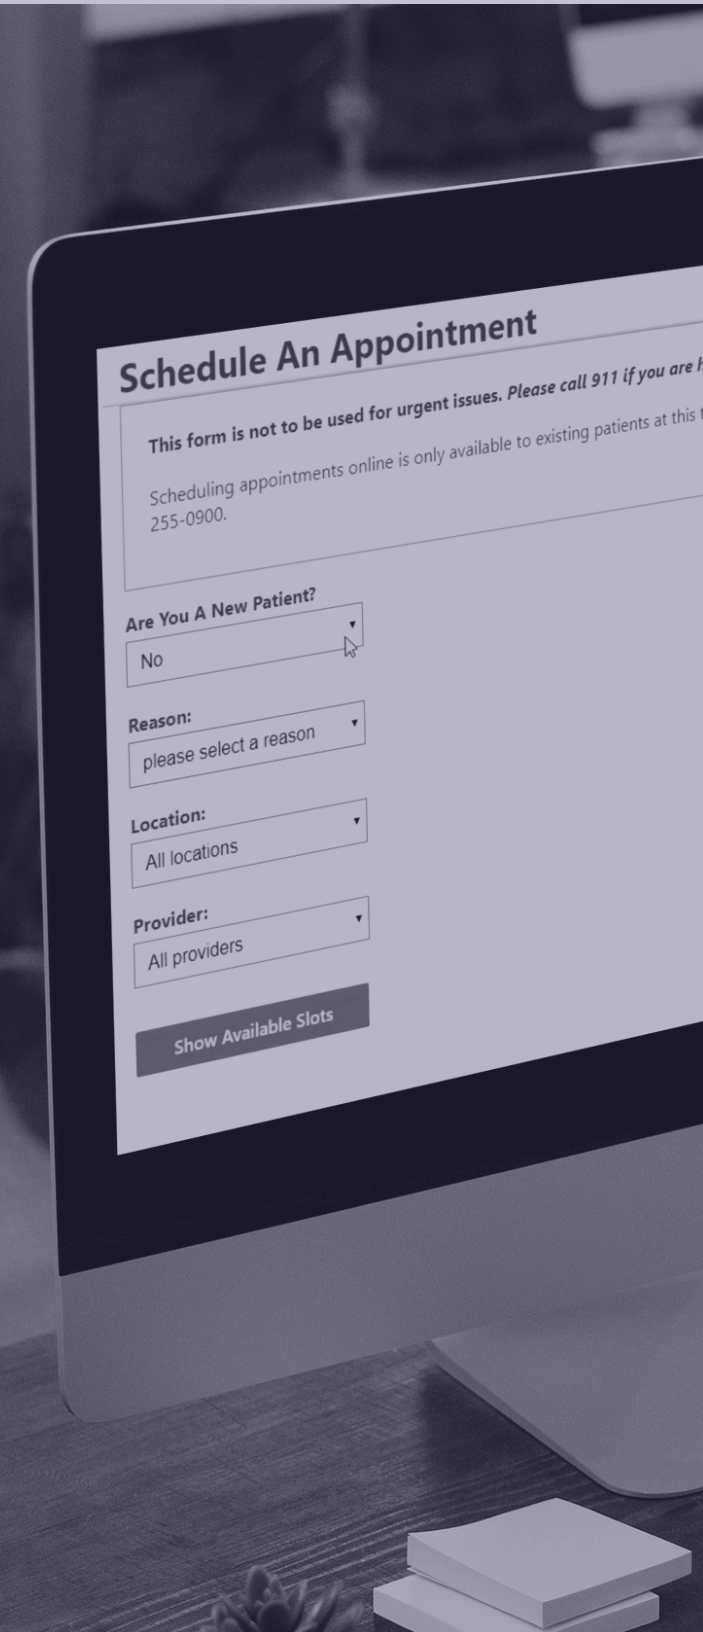 Schedule An Appointment
This form is not to be used for urgent issues. Please call 911 if you are
Scheduling appointments online is only available to existing patients at this
255-0900.
Are You A New Patient?
No
Reason:
please select a reason
Location:
All locations
Provider:
All providers
Show Available Slots